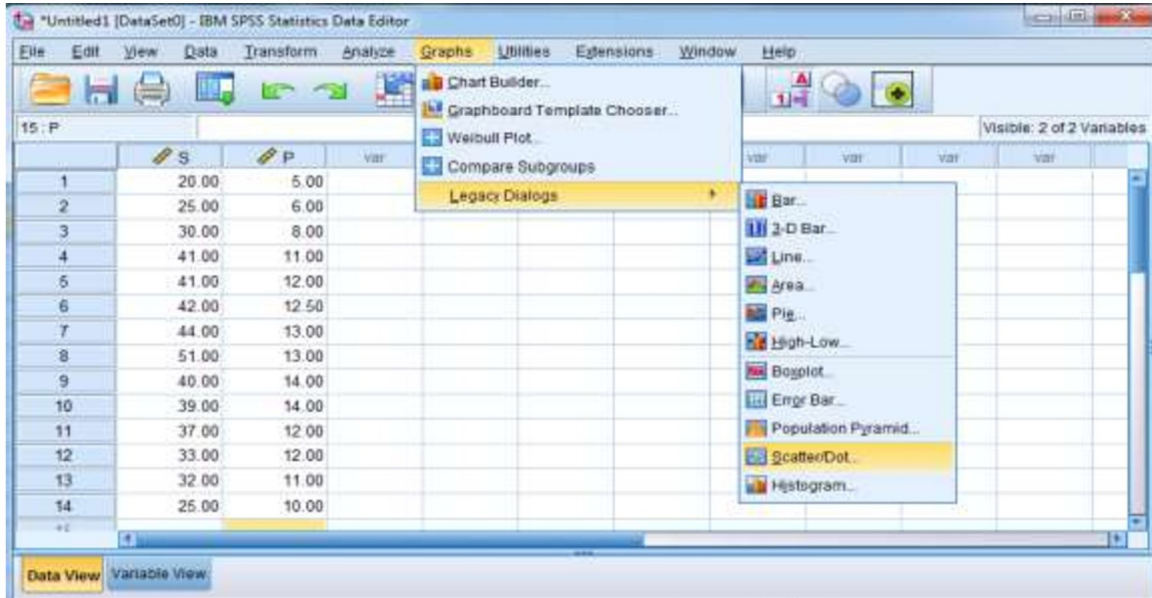 *Untitled1 [DataSet0] - IBM SPSS Statistics Data Editor
File Edit View Data Transform Analyze Graphs Utilities Extensions Window Help
Chart Builder...
Graphboard Template Chooser...
Weibull Plot...
Compare Subgroups
Legacy Dialogs
15 : P
Visible: 2 of 2 Variables
S P var var var var var
1 20.00 5.00
2 25.00 6.00
3 30.00 8.00
4 41.00 11.00
5 41.00 12.00
6 42.00 12.50
7 44.00 13.00
8 51.00 13.00
9 40.00 14.00
10 39.00 14.00
11 37.00 12.00
12 33.00 12.00
13 32.00 11.00
14 25.00 10.00
Bar...
3-D Bar...
Line...
Area...
Pie...
High-Low...
Boxplot...
Error Bar...
Population Pyramid...
Scatter/Dot...
Histogram...
Data View Variable View